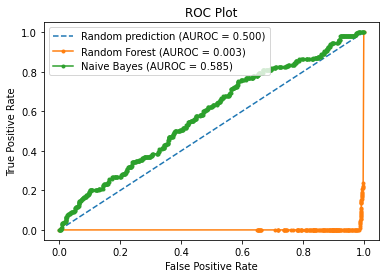 ROC Plot
Random prediction (AUROC = 0.500)
Random Forest (AUROC = 0.003)
Naive Bayes (AUROC = 0.585)
True Positive Rate
1.0
0.8
0.6
0.4
0.2
0.0
0.0 0.2 0.4 0.6 0.8 1.0
False Positive Rate